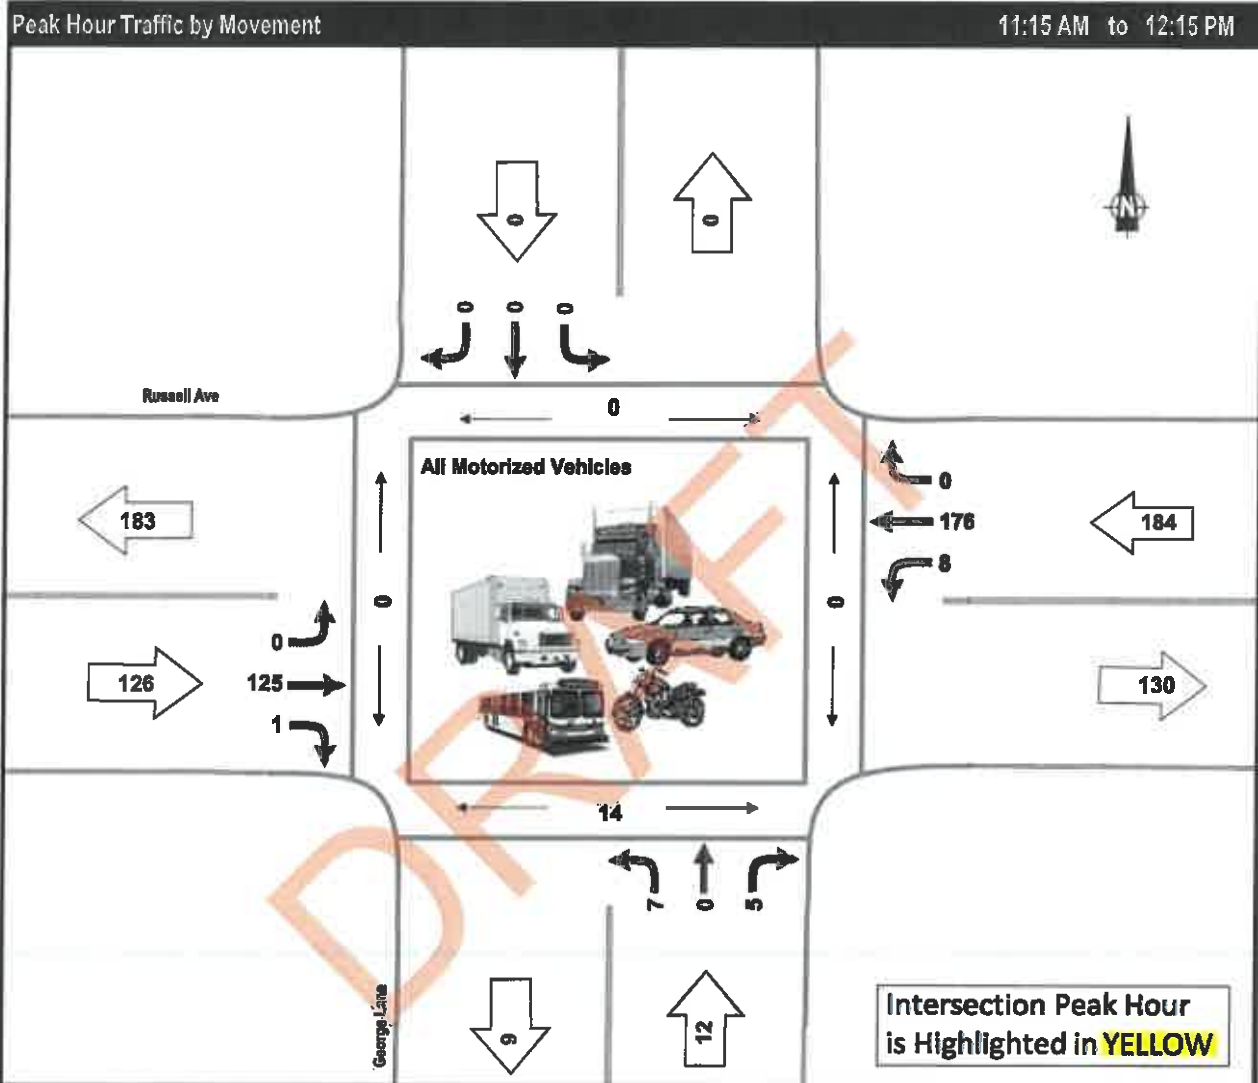 Peak Hour Traffic by Movement 11:15 AM to 12:15 PM
0 0
N
0 0 0
Russell Ave
0
All Motorized Vehicles
0
183
176
184
0
0
8
0
126
125
130
1
14
7 0 5
George Lane
9
12
Intersection Peak Hour
is Highlighted in YELLOW
DRAFT